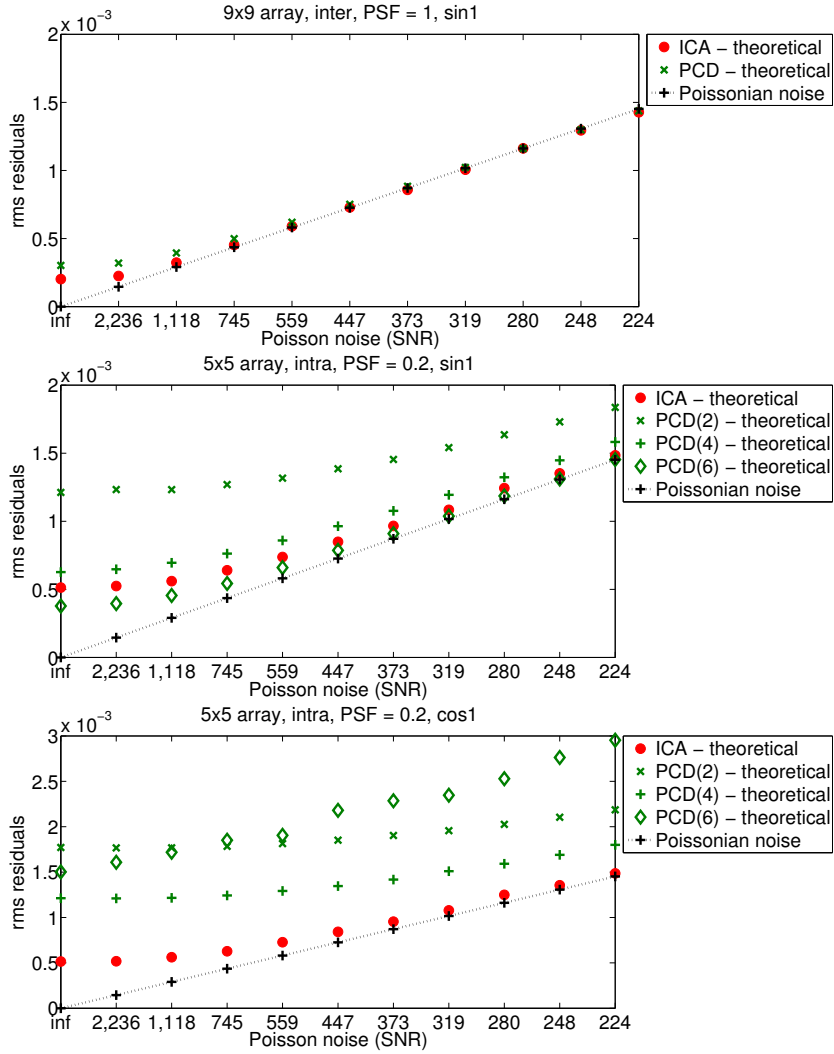 9x9 array, inter, PSF = 1, sin1
x 10−3
2
1.5
1
0.5
0
rms residuals
inf 2,236 1,118 745 559 447 373 319 280 248 224
Poisson noise (SNR)
ICA − theoretical
PCD − theoretical
Poissonian noise
5x5 array, intra, PSF = 0.2, sin1
x 10−3
2
1.5
1
0.5
0
rms residuals
inf 2,236 1,118 745 559 447 373 319 280 248 224
Poisson noise (SNR)
ICA − theoretical
PCD(2) − theoretical
PCD(4) − theoretical
PCD(6) − theoretical
Poissonian noise
5x5 array, intra, PSF = 0.2, cos1
x 10−3
3
2.5
2
1.5
1
0.5
0
rms residuals
inf 2,236 1,118 745 559 447 373 319 280 248 224
Poisson noise (SNR)
ICA − theoretical
PCD(2) − theoretical
PCD(4) − theoretical
PCD(6) − theoretical
Poissonian noise